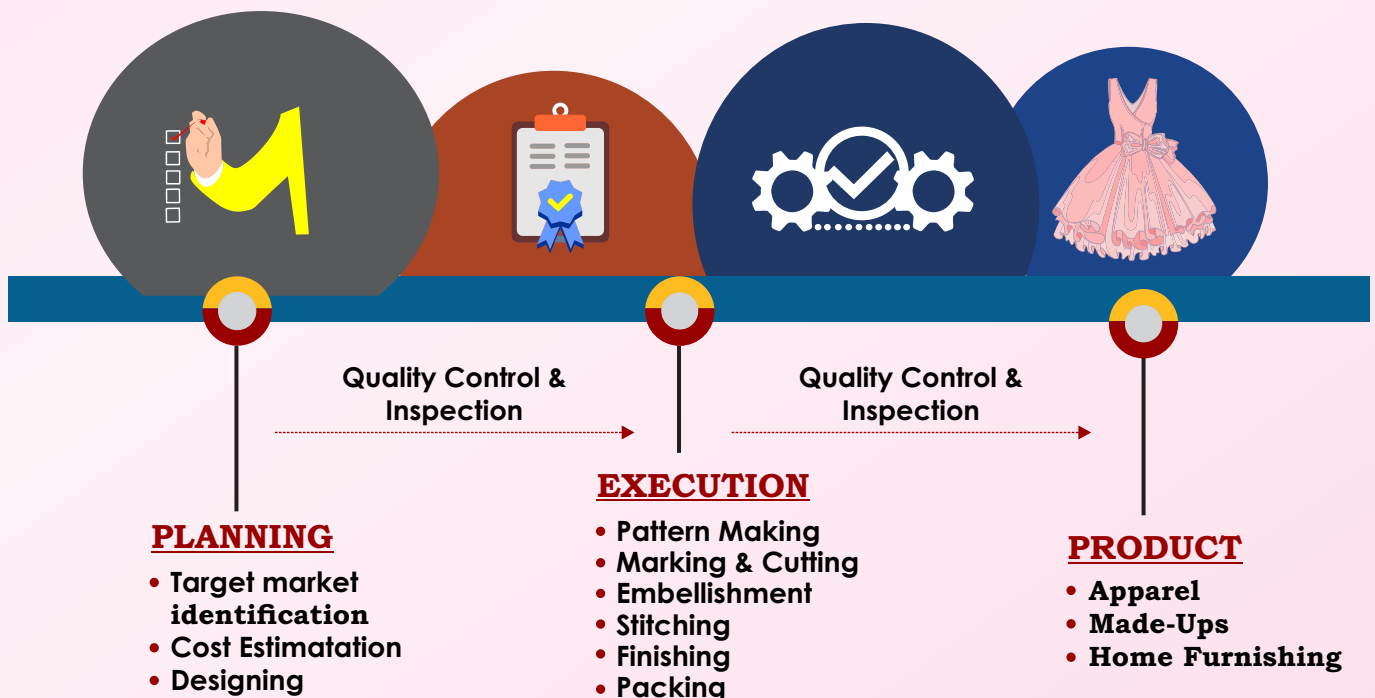 Quality Control &
Inspection
Quality Control &
Inspection
PLANNING
• Target market
identification
• Cost Estimatation
• Designing
EXECUTION
• Pattern Making
• Marking & Cutting
• Embellishment
• Stitching
• Finishing
• Packing
PRODUCT
• Apparel
• Made-Ups
• Home Furnishing